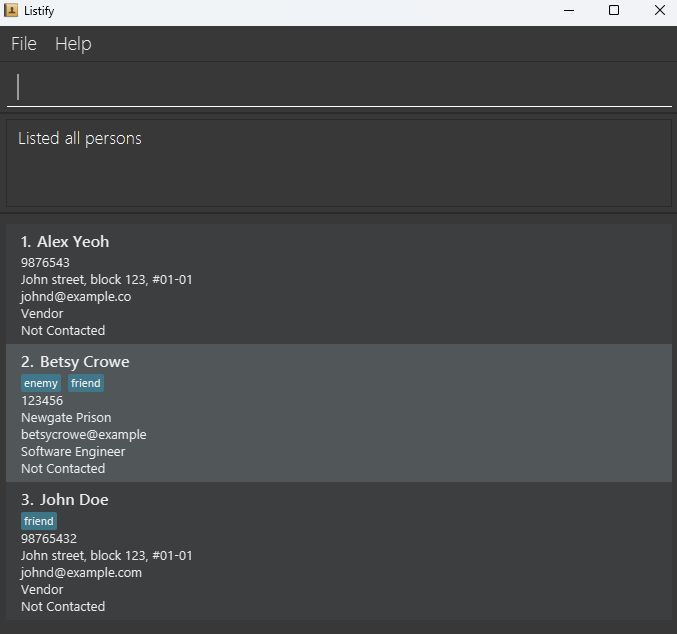 Listify
File Help
Listed all persons
1. Alex Yeoh
9876543
John street, block 123, #01-01
johnd@example.co
Vendor
Not Contacted
2. Betsy Crowe
enemy friend
123456
Newgate Prison
betsycrowe@example
Software Engineer
Not Contacted
3. John Doe
friend
98765432
John street, block 123, #01-01
johnd@example.com
Vendor
Not Contacted